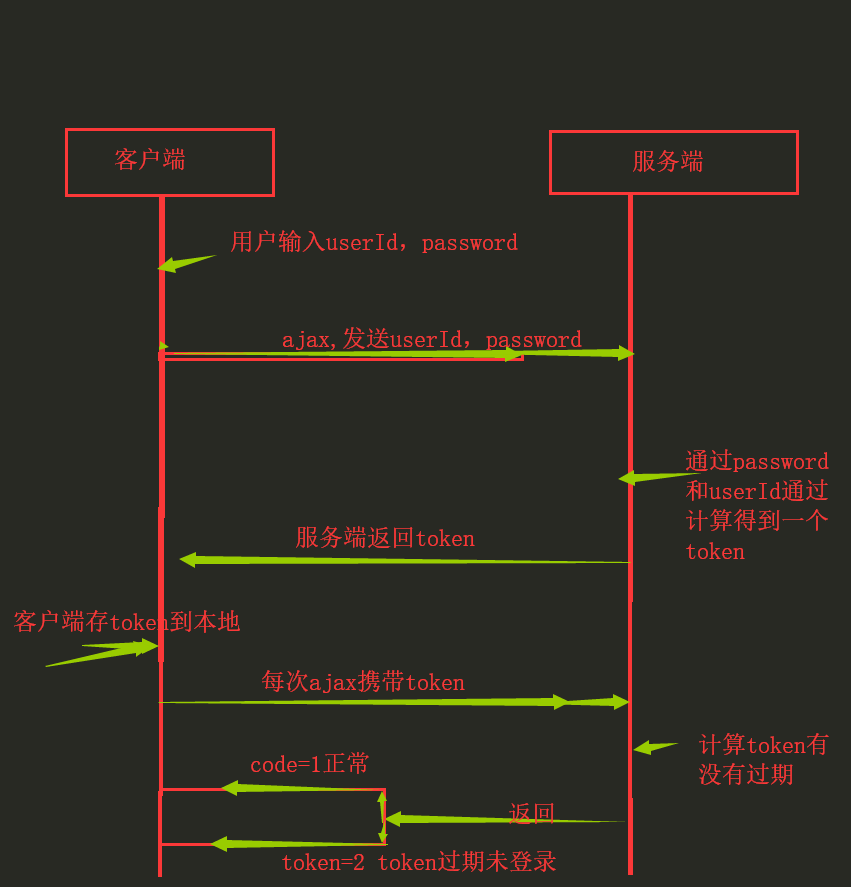 客户端
服务端
用户输入userId，password
ajax,发送userId，password
通过password
和userId通过
计算得到一个
token
服务端返回token
客户端存token到本地
每次ajax携带token
计算token有
没有过期
code=1正常
返回
token=2 token过期未登录